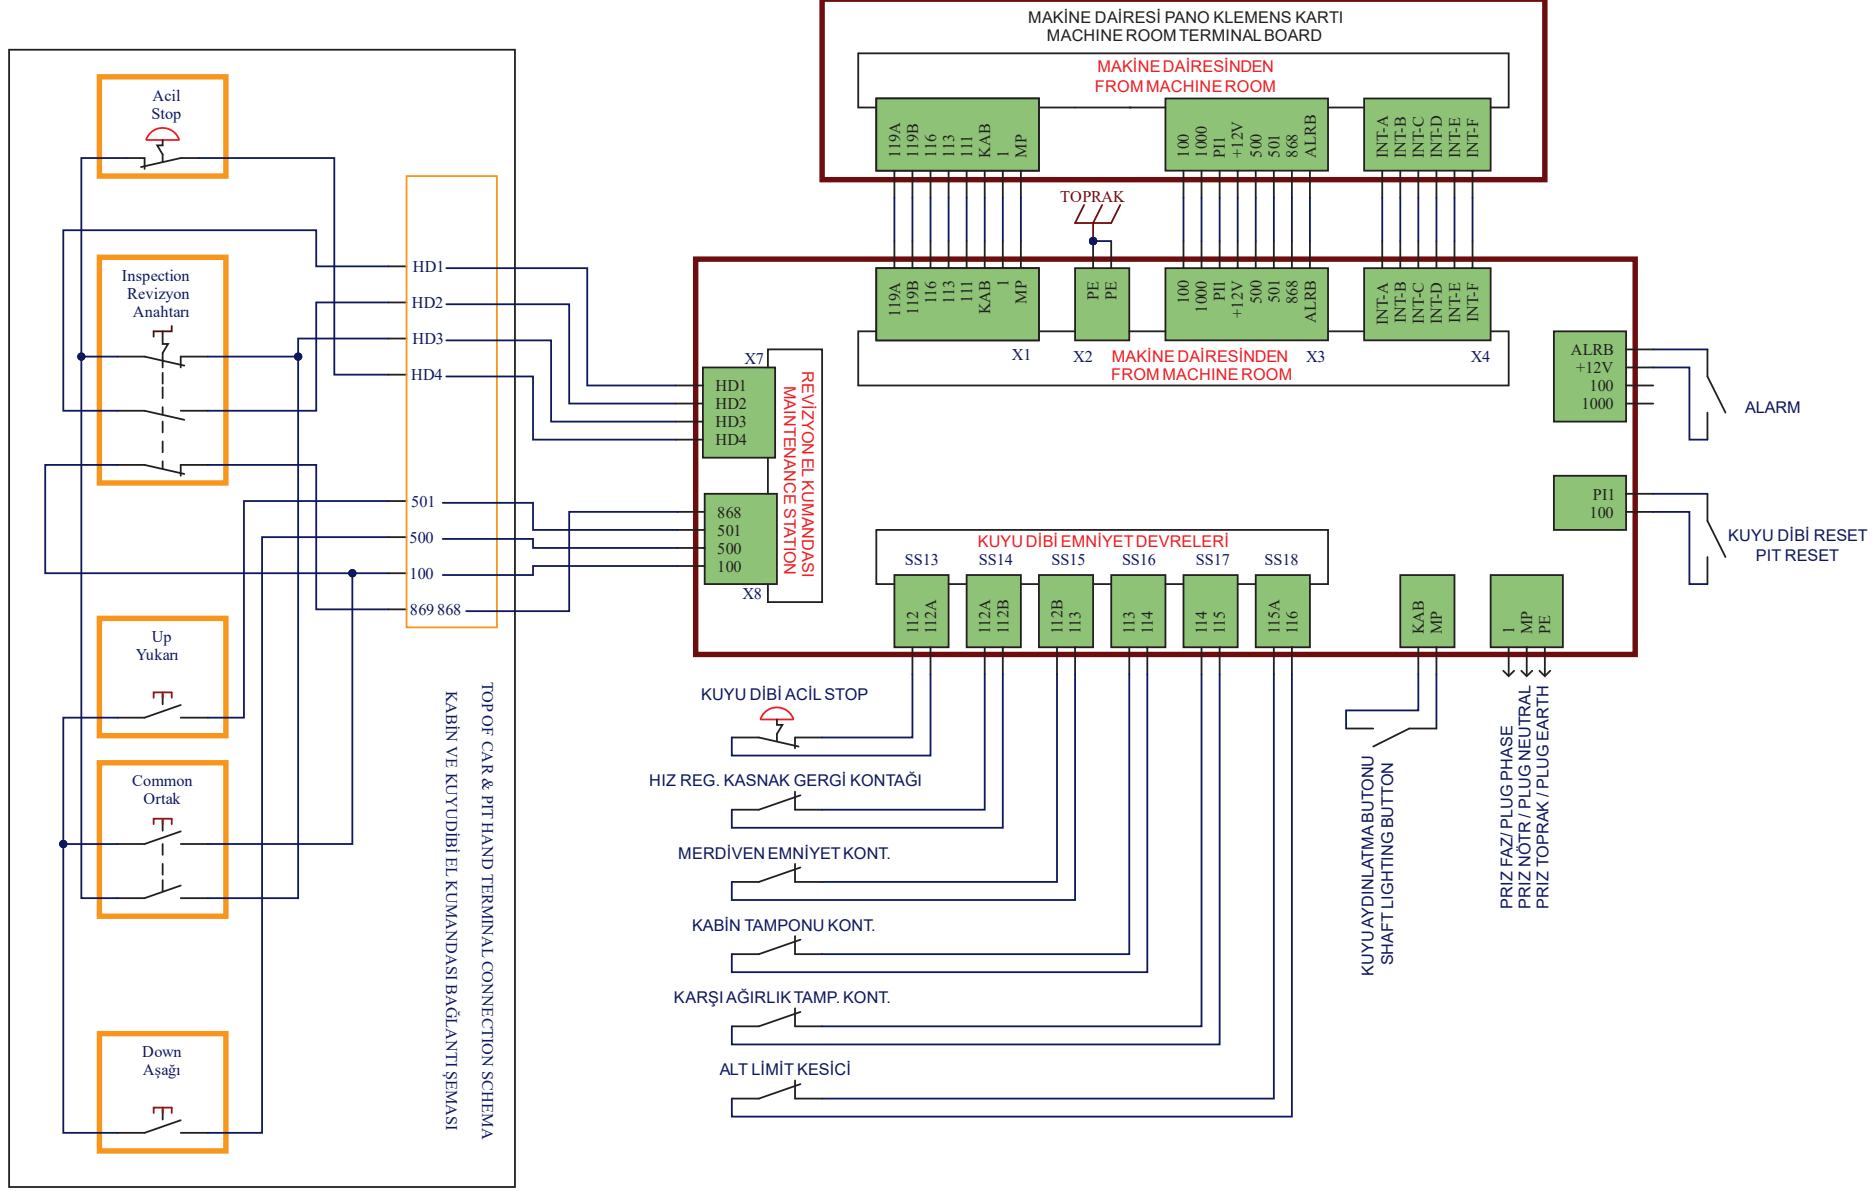 MAKİNE DAİRESİ PANO KLEMENS KARTI
MACHINE ROOM TERMINAL BOARD
MAKİNE DAİRESİNDEN
FROM MACHINE ROOM
119A
119B
116
113
111
KAB
1
MP
100
1000
PI1
+12V
500
501
868
ALRB
INT-A
INT-B
INT-C
INT-D
INT-E
INT-F
TOPRAK
119A
119B
116
113
111
KAB
1
MP
PE
PE
100
1000
PI1
+12V
500
501
868
ALRB
INT-A
INT-B
INT-C
INT-D
INT-E
INT-F
X1
X2
MAKİNE DAİRESİNDEN
FROM MACHINE ROOM
X3
X4
Acil
Stop
Inspection
Revizyon
Anahtarı
Up
Yukarı
Common
Ortak
Down
Aşağı
HD1
HD2
HD3
HD4
501
500
100
869 868
TOP OF CAR & PIT HAND TERMINAL CONNECTION SCHEMA
KABİN VE KUYUDİBİ EL KUMANDASI BAĞLANTI ŞEMASI
X7
HD1
HD2
HD3
HD4
868
501
500
100
X8
REVİZYON EL KUMANDASI
MAINTENANCE STATION
ALRB
+12V
100
1000
ALARM
PI1
100
KUYU DİBİ RESET
PIT RESET
KUYU DİBİ EMNİYET DEVRELERİ
SS13
SS14
SS15
SS16
SS17
SS18
112
112A
112A
112B
112B
113
113
114
114
115
115A
116
KAB
MP
1
MP
PE
KUYU DİBİ ACİL STOP
HIZ REG. KASNAK GERGİ KONTAĞI
MERDİVEN EMNİYET KONT.
KABİN TAMPONU KONT.
KARŞI AĞIRLIK TAMP. KONT.
ALT LİMİT KESİCİ
KUYU AYDINLATMA BUTONU
SHAFT LIGHTING BUTTON
PRIZ FAZ/ PLUG PHASE
PRIZ NÖTR / PLUG NEUTRAL
PRIZ TOPRAK / PLUG EARTH